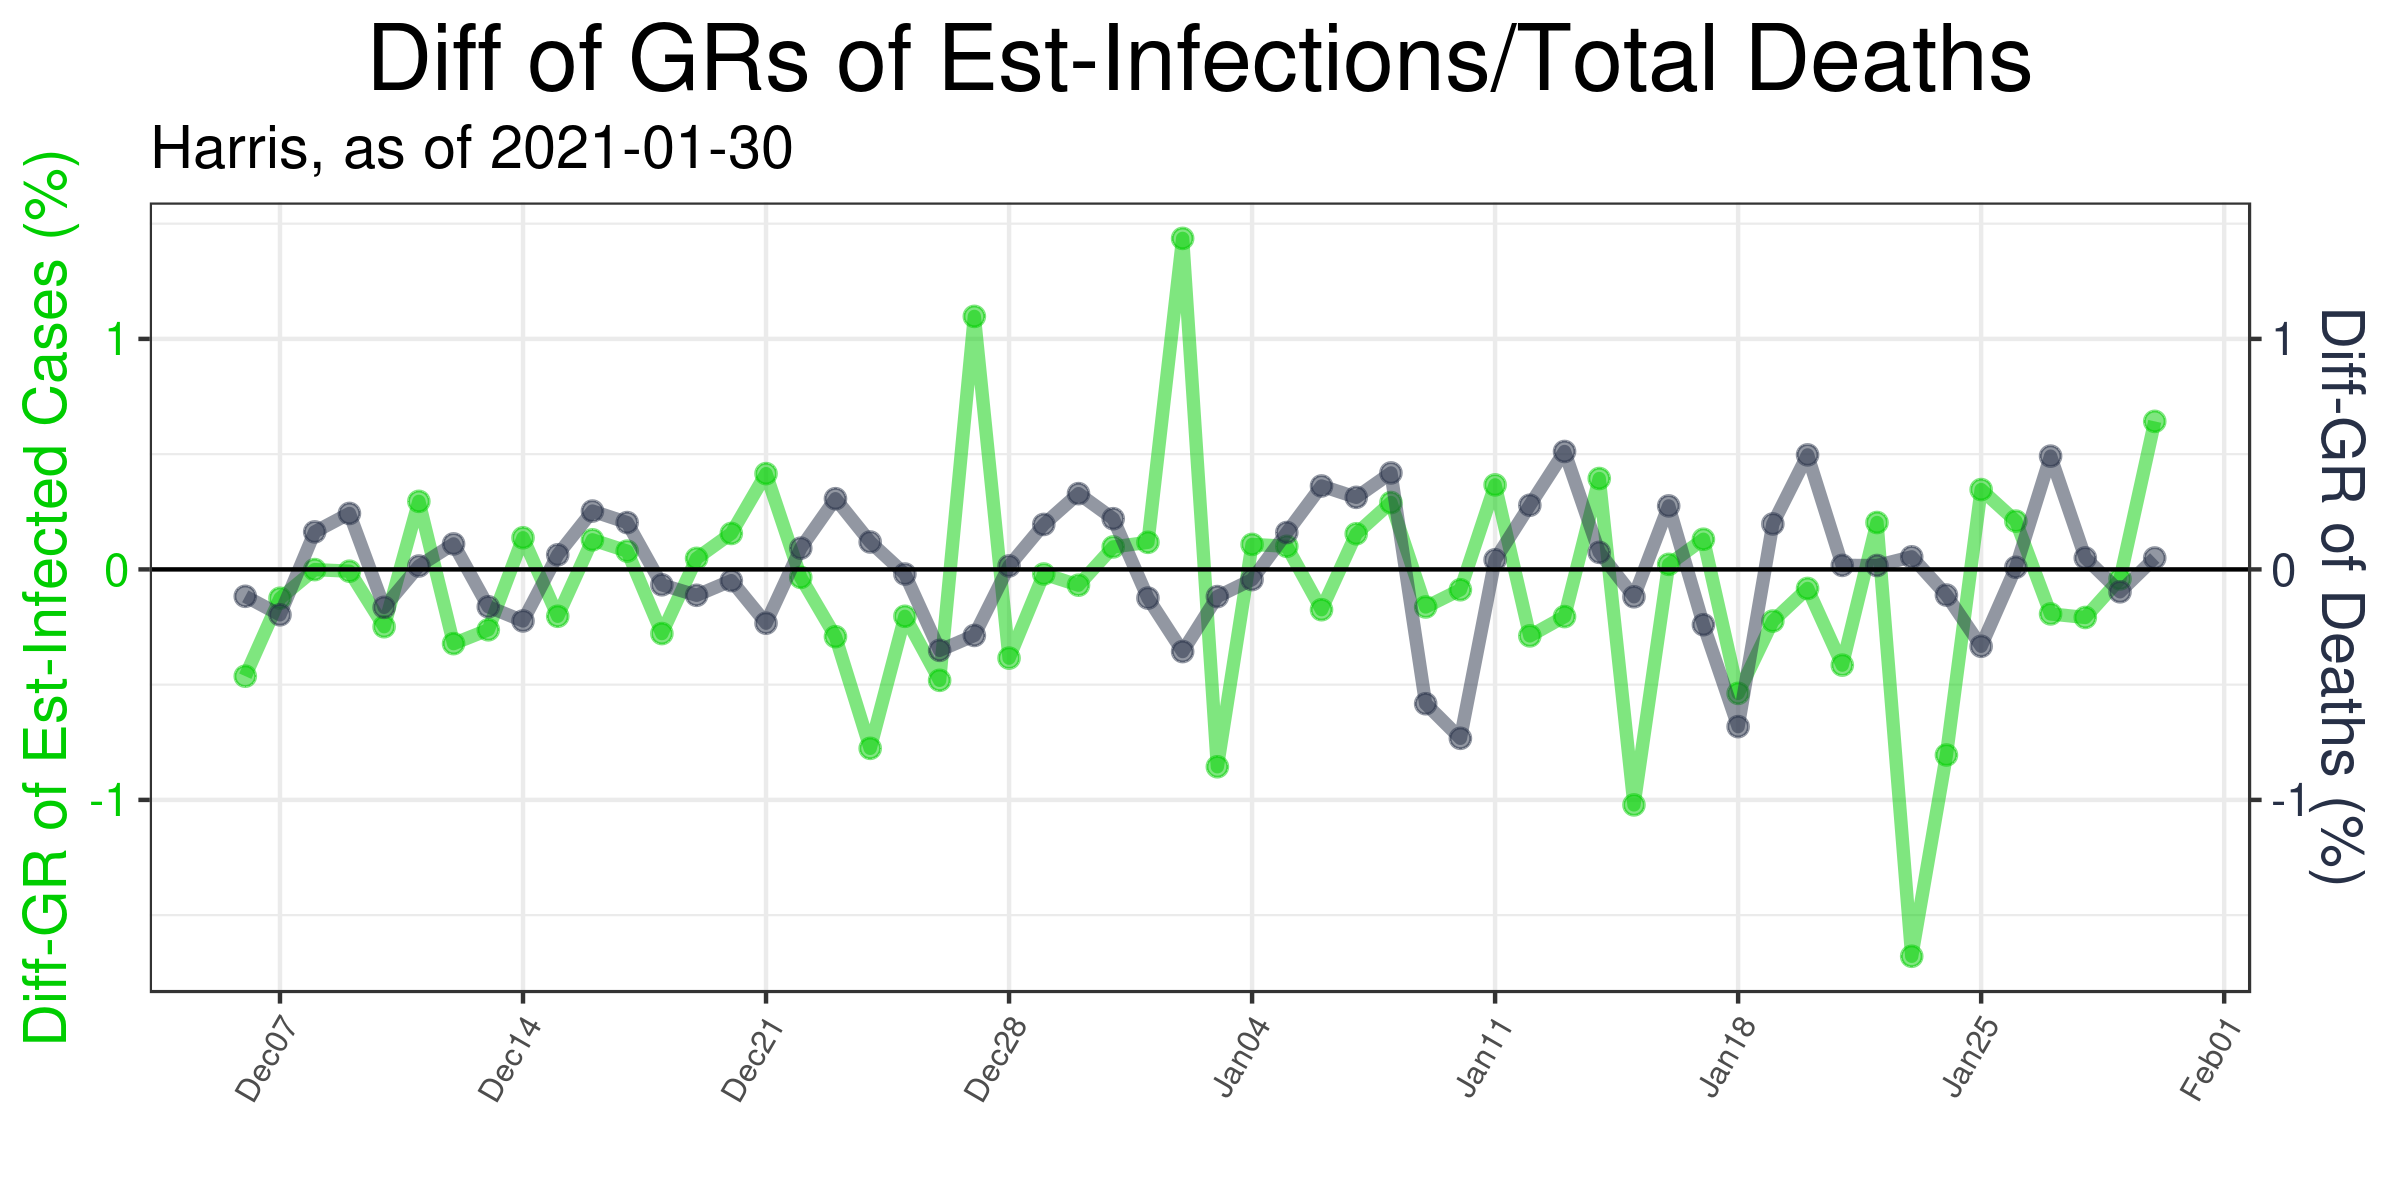 Diff of GRs of Est-Infections/Total Deaths
Harris, as of 2021-01-30
Diff-GR of Est-Infected Cases (%)
1
0
-1
1
0
-1
Diff-GR of Deaths (%)
Dec07
Dec14
Dec21
Dec28
Jan04
Jan11
Jan18
Jan25
Feb01